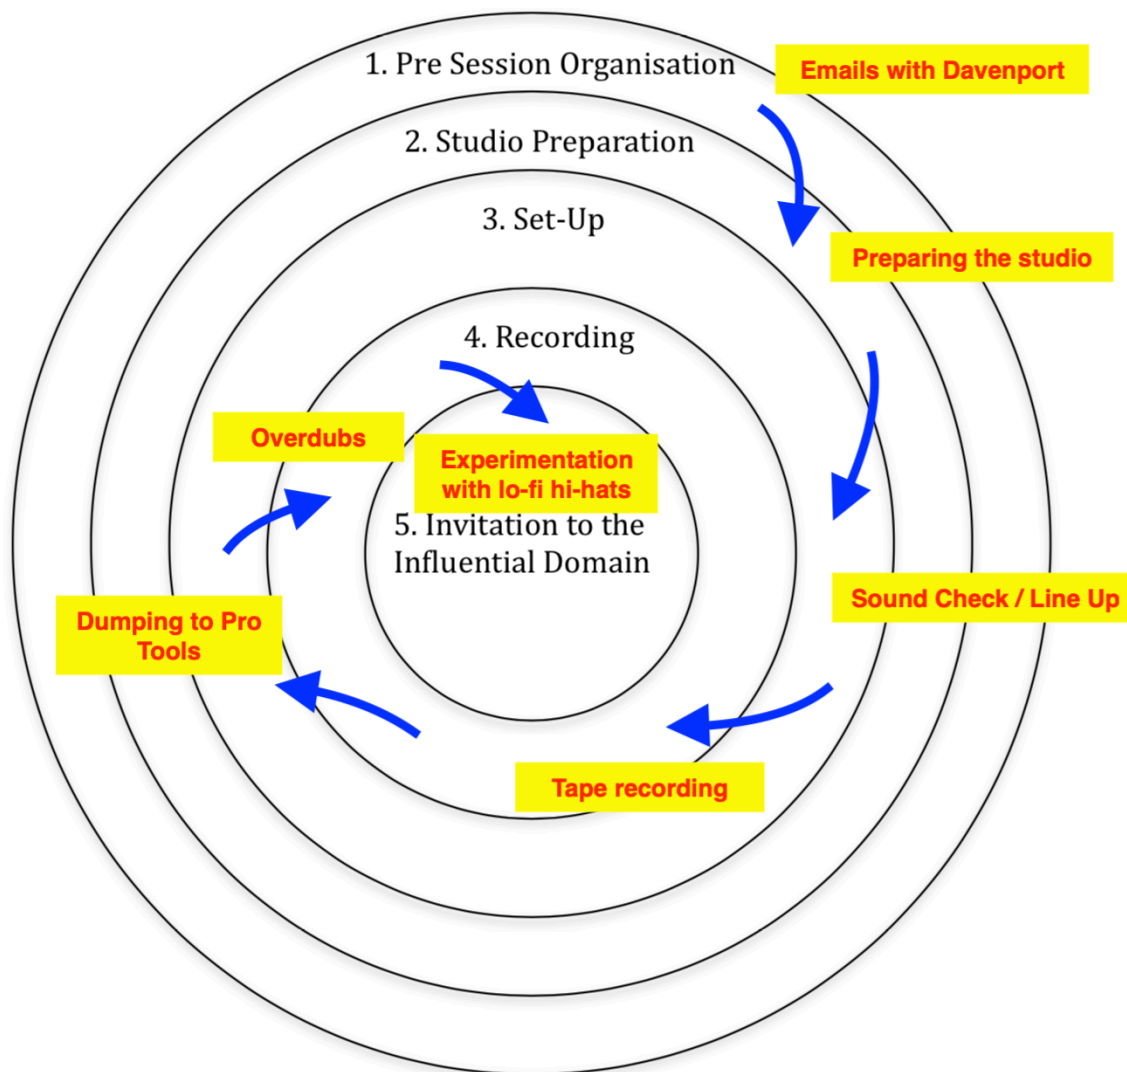 1. Pre Session Organisation
Emails with Davenport
2. Studio Preparation
3. Set-Up
Preparing the studio
4. Recording
Overdubs
Experimentation
with lo-fi hi-hats
5. Invitation to the
Influential Domain
Sound Check / Line Up
Dumping to Pro
Tools
Tape recording